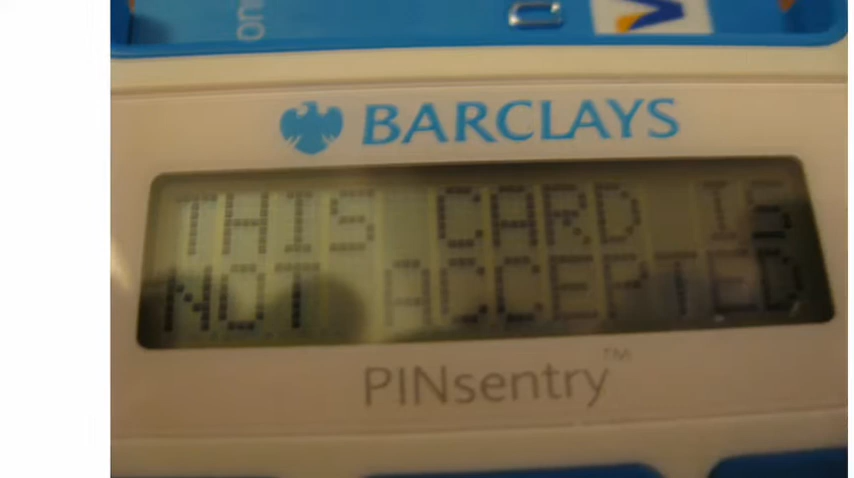 BARCLAYS
THIS CARD IS
NOT ACCEPTED
PINsentry™